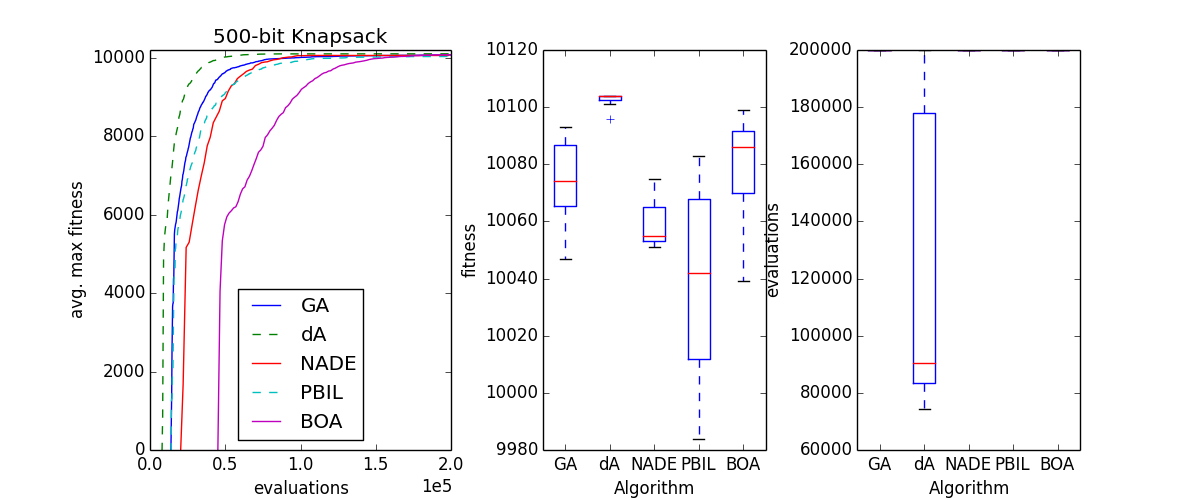 500-bit Knapsack
avg. max fitness
10000
8000
6000
4000
2000
0
GA
dA
NADE
PBIL
BOA
0.0 0.5 1.0 1.5 2.0
evaluations 1e5
fitness
10120
10100
10080
10060
10040
10020
10000
9980
GA dA NADE PBIL BOA
Algorithm
evaluations
200000
180000
160000
140000
120000
100000
80000
60000
GA dA NADE PBIL BOA
Algorithm